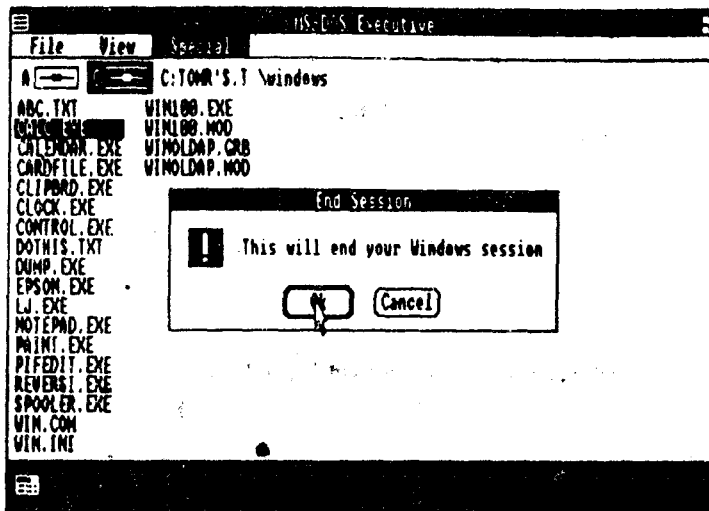 MS-DOS Executive
File View Special
A C C:TOMR'S.T \windows
ABC.TXT WIN100.EXE
WIN100.MOD
CALENDAR.EXE WINOLDAP.GRB
CARDFILE.EXE WINOLDAP.MOD
CLIPBRD.EXE
CLOCK.EXE
CONTROL.EXE
DOTHIS.TXT
DUMP.EXE
EPSON.EXE
LJ.EXE
NOTEPAD.EXE
PAINT.EXE
PIFEDIT.EXE
REVERSI.EXE
SPOOLER.EXE
WIN.COM
WIN.INI
End Session
! This will end your Windows session
Ok Cancel